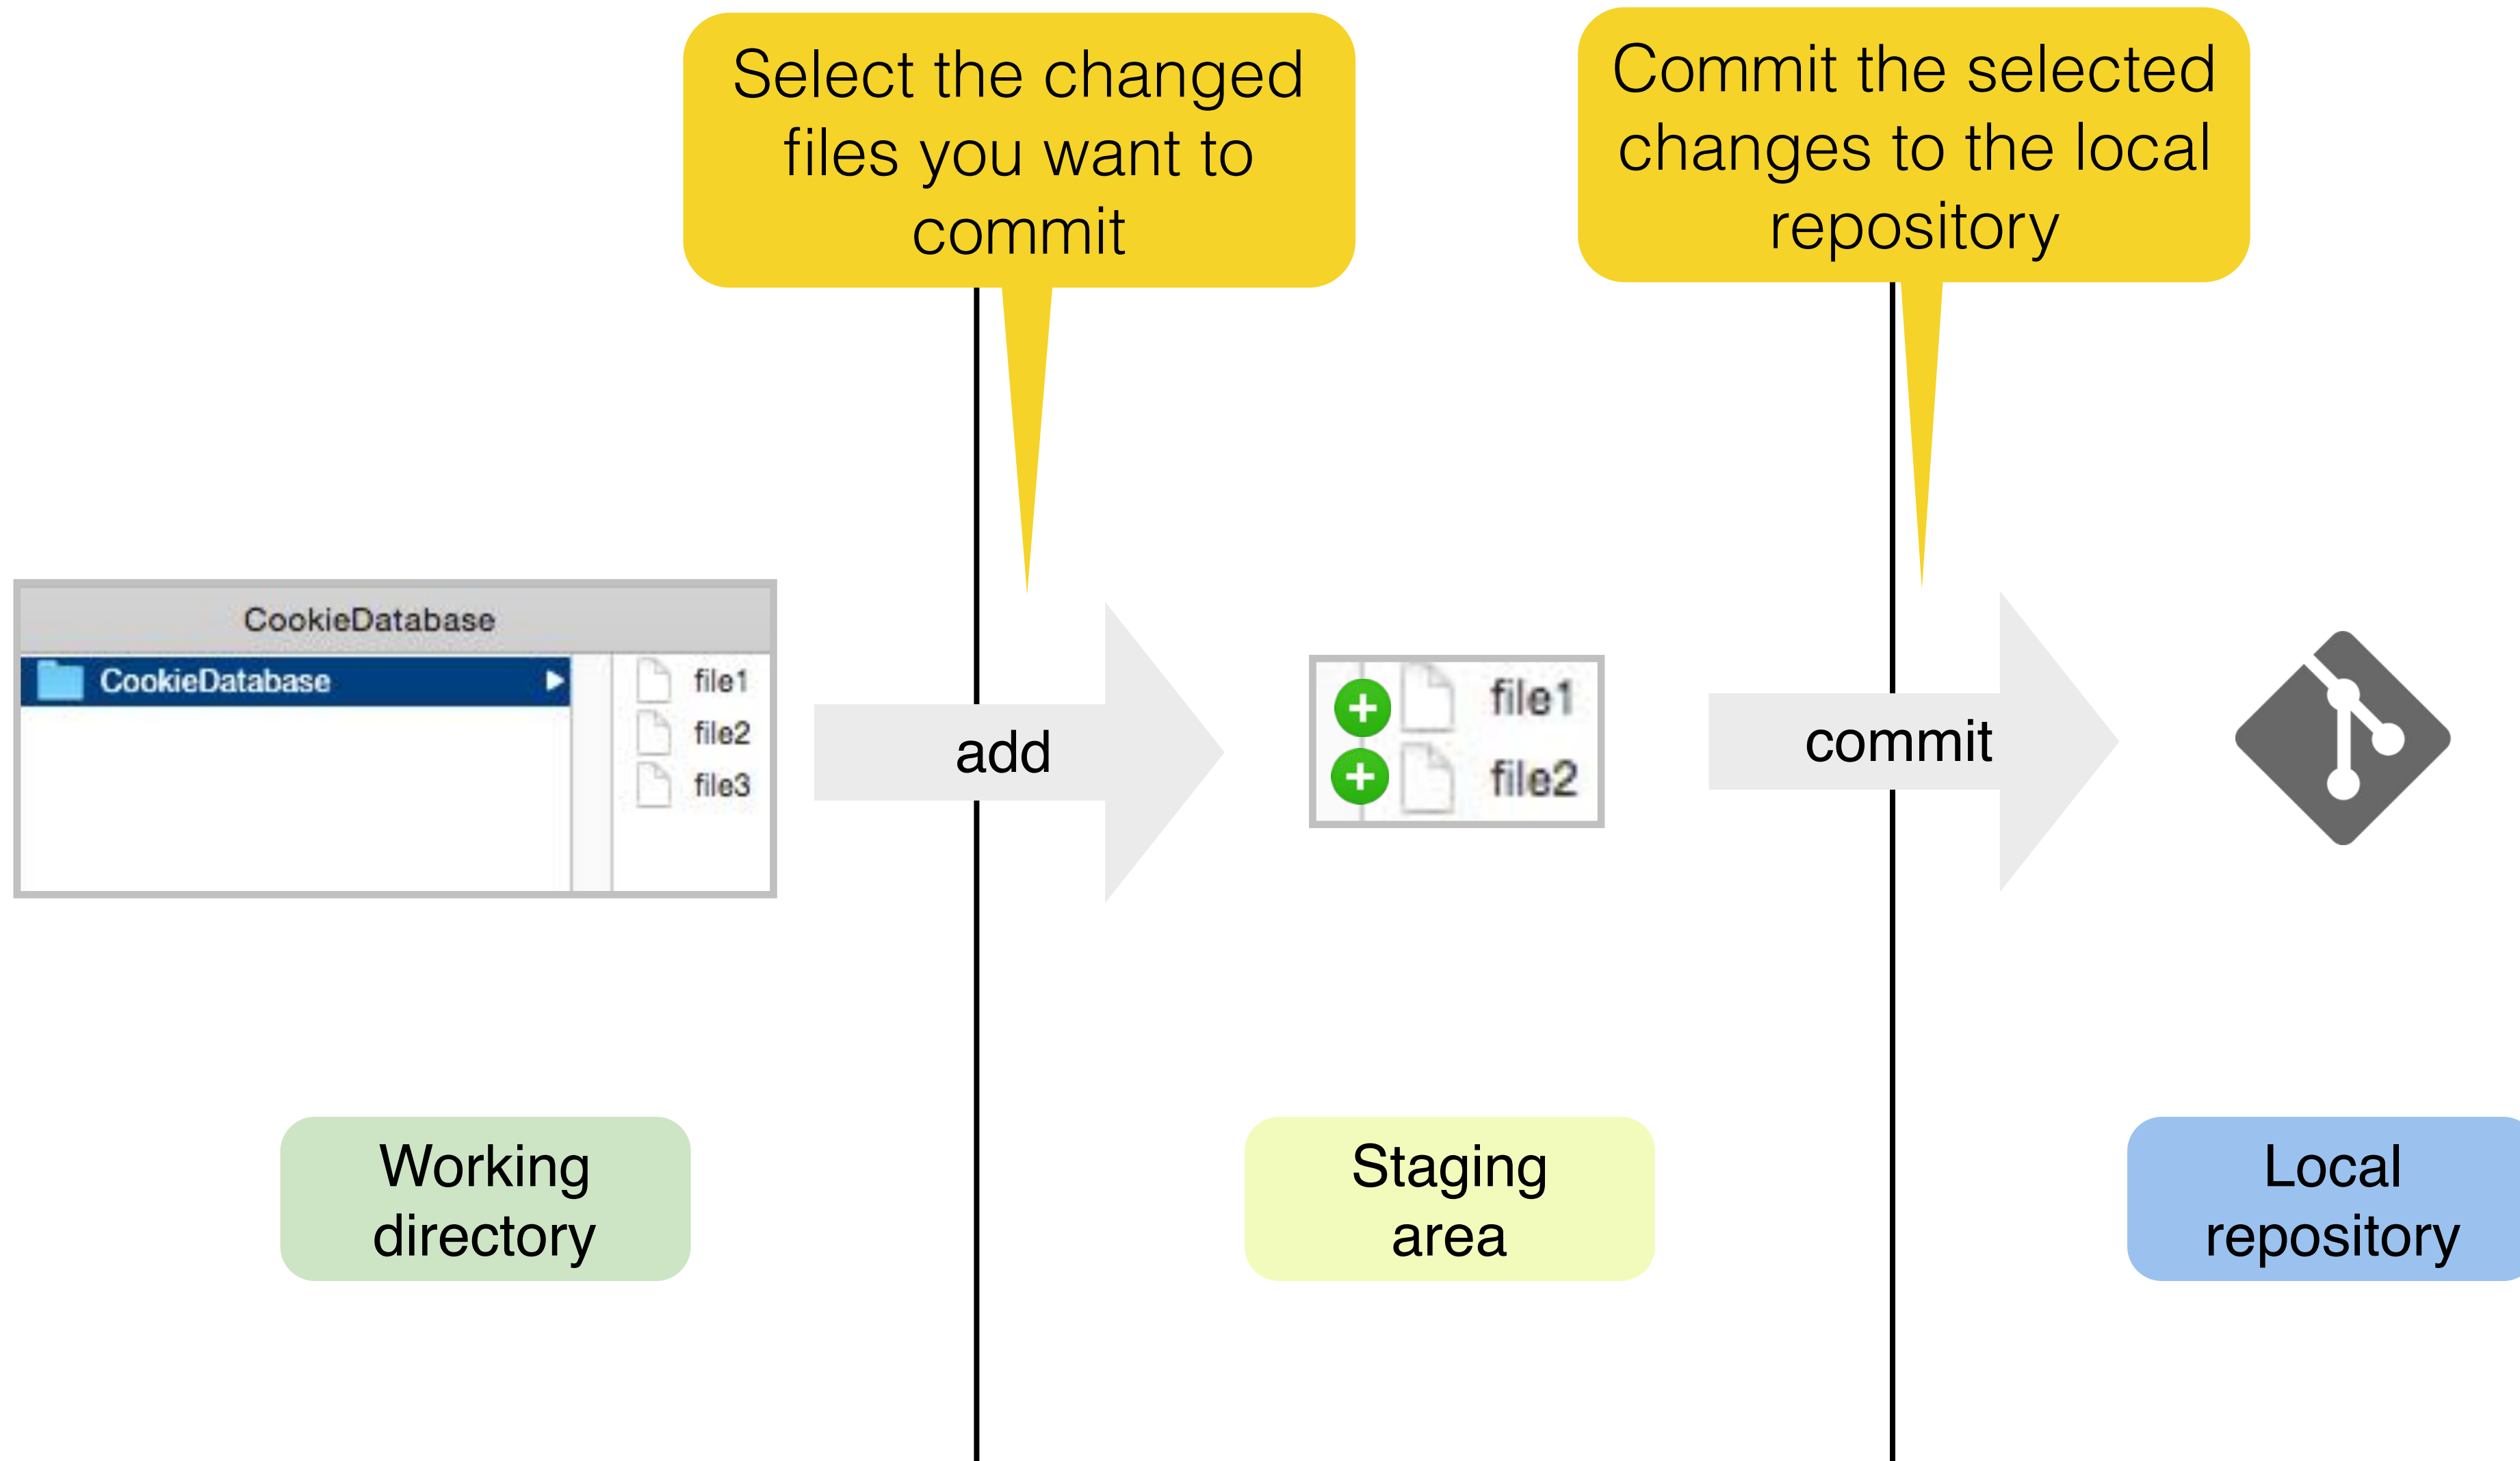 Select the changed
files you want to
commit
Commit the selected
changes to the local
repository
CookieDatabase
CookieDatabase
file1
file2
file3
add
file1
file2
commit
Working
directory
Staging
area
Local
repository